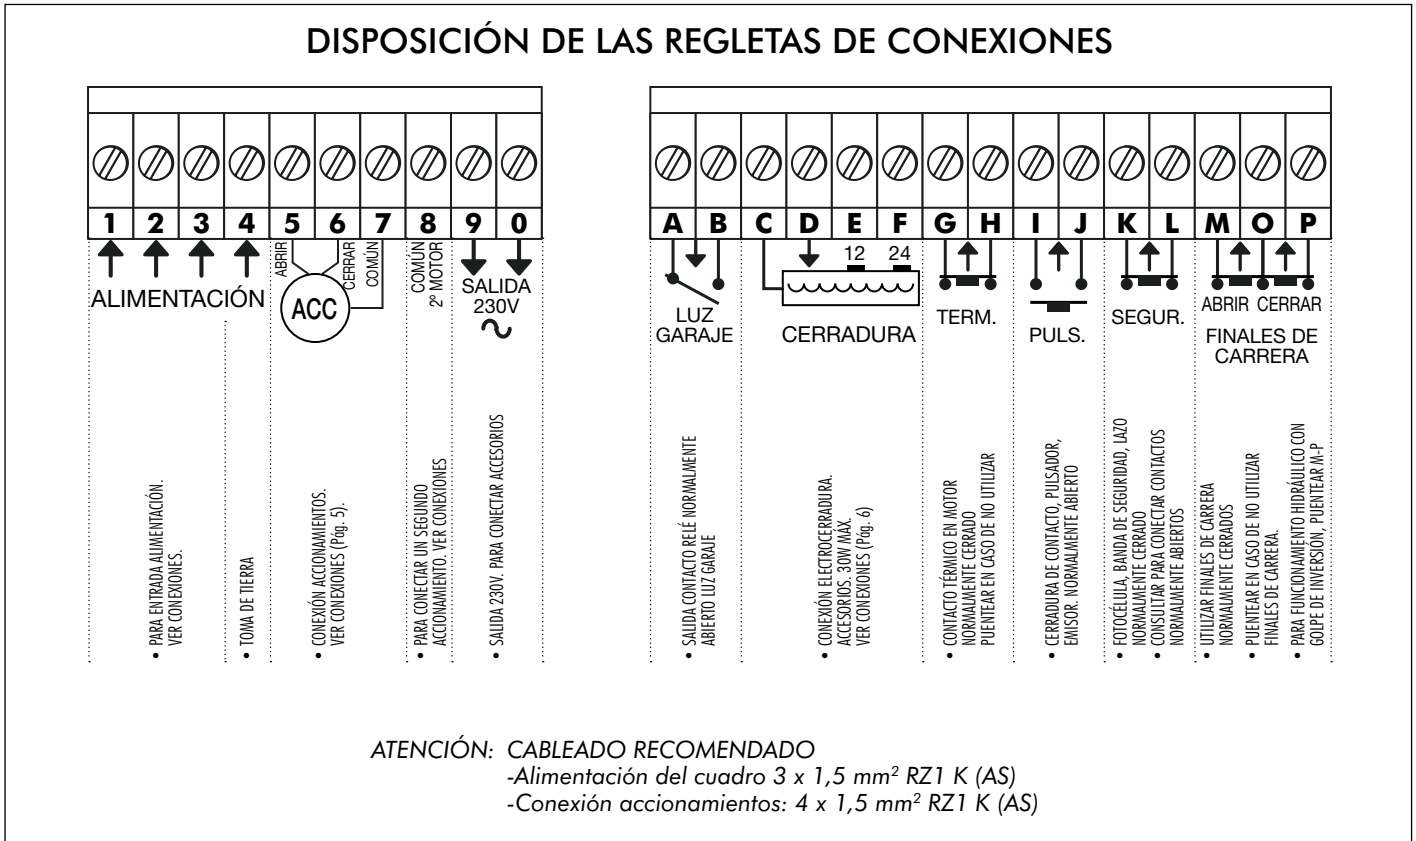 DISPOSICIÓN DE LAS REGLETAS DE CONEXIONES
1 2 3 4 5 6 7 8 9 0
ALIMENTACIÓN
ABRIR
CERRAR
COMÚN
ACC
COMÚN
2º MOTOR
SALIDA
230V
• PARA ENTRADA ALIMENTACIÓN.
VER CONEXIONES.
• TOMA DE TIERRA
• CONEXIÓN ACCIONAMIENTOS.
VER CONEXIONES (Pág. 5).
• PARA CONECTAR UN SEGUNDO
ACCIONAMIENTO. VER CONEXIONES
• SALIDA 230V. PARA CONECTAR ACCESORIOS
A B C D E F G H I J K L M O P
LUZ
GARAJE
12 24
CERRADURA
TERM.
PULS.
SEGUR.
ABRIR CERRAR
FINALES DE
CARRERA
• SALIDA CONTACTO RELÉ NORMALMENTE
ABIERTO LUZ GARAJE
• CONEXIÓN ELECTROCERRADURA.
ACCESORIOS. 30W MÁX.
VER CONEXIONES (Pág. 6)
• CONTACTO TÉRMICO EN MOTOR
NORMALMENTE CERRADO
PUENTEAR EN CASO DE NO UTILIZAR
• CERRADURA DE CONTACTO, PULSADOR,
EMISOR. NORMALMENTE ABIERTO
• FOTOCÉLULA, BANDA DE SEGURIDAD, LAZO
NORMALMENTE CERRADO
• CONSULTAR PARA CONECTAR CONTACTOS
NORMALMENTE ABIERTOS
• UTILIZAR FINALES DE CARRERA
NORMALMENTE CERRADOS
• PUENTEAR EN CASO DE NO UTILIZAR
FINALES DE CARRERA.
• PARA FUNCIONAMIENTO HIDRÁULICO CON
GOLPE DE INVERSIÓN, PUENTEAR M-P
ATENCIÓN: CABLEADO RECOMENDADO
-Alimentación del cuadro 3 x 1,5 mm² RZ1 K (AS)
-Conexión accionamientos: 4 x 1,5 mm² RZ1 K (AS)